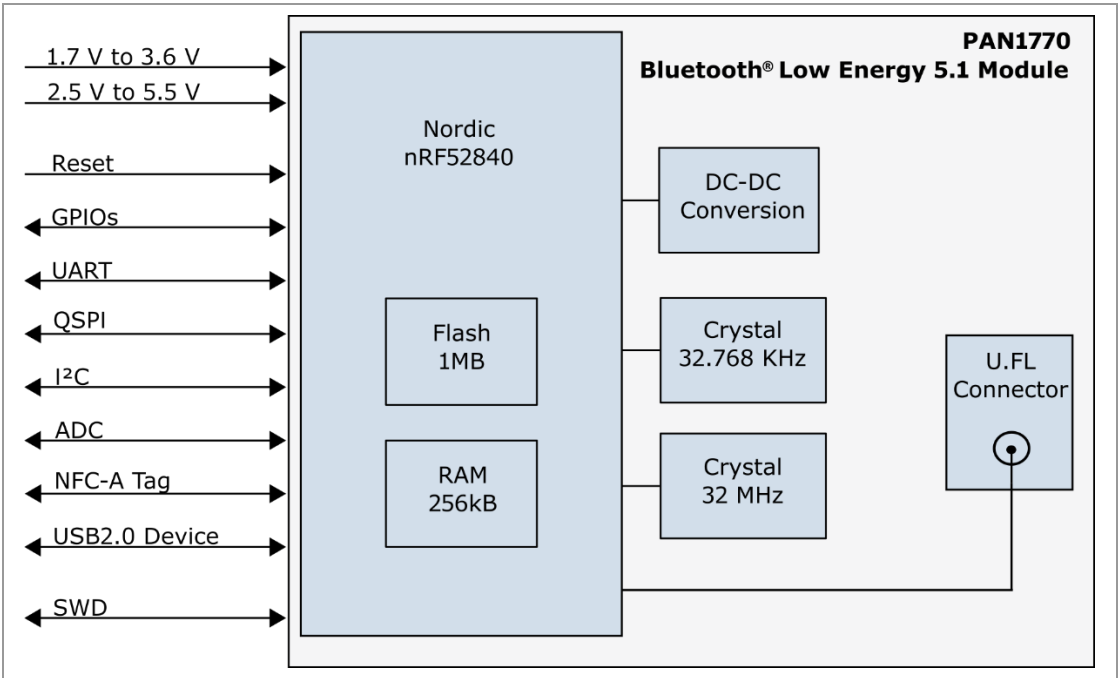 PAN1770
Bluetooth® Low Energy 5.1 Module
1.7 V to 3.6 V
2.5 V to 5.5 V
Reset
GPIOs
UART
QSPI
I²C
ADC
NFC-A Tag
USB2.0 Device
SWD
Nordic
nRF52840
Flash
1MB
RAM
256kB
DC-DC
Conversion
Crystal
32.768 KHz
Crystal
32 MHz
U.FL
Connector